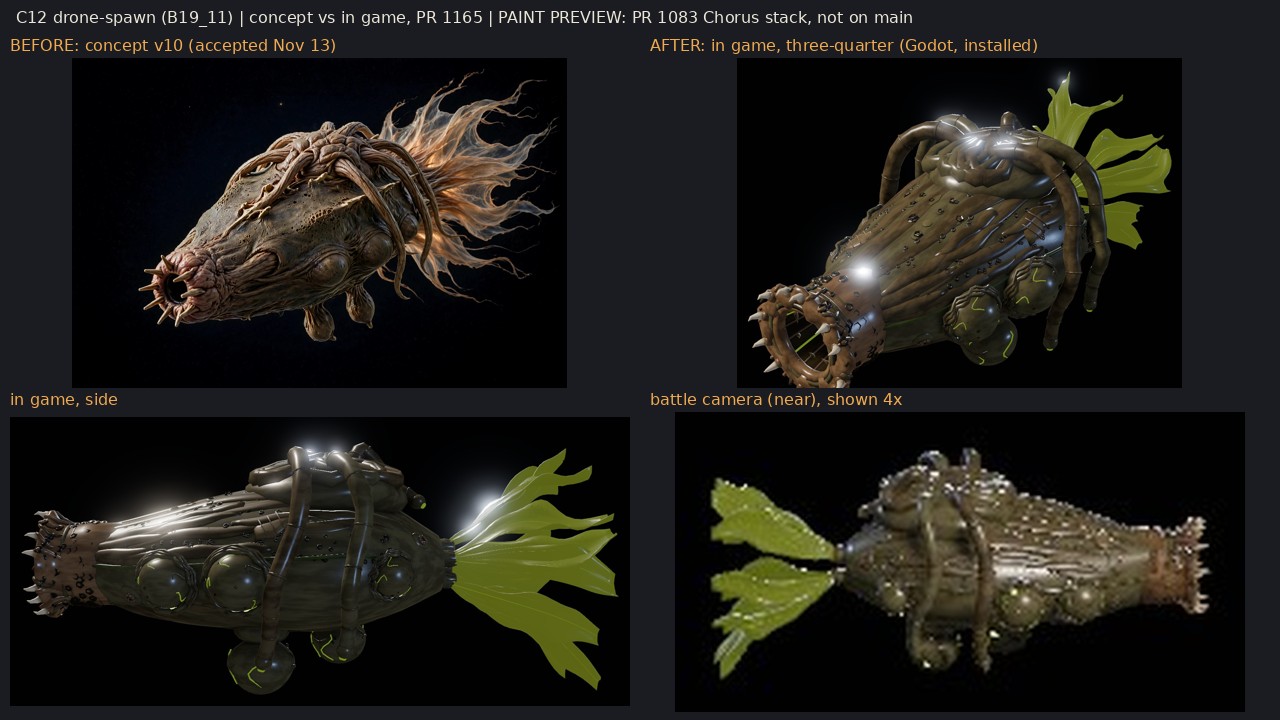 C12 drone-spawn (B19_11) | concept vs in game, PR 1165 | PAINT PREVIEW: PR 1083 Chorus stack, not on main
BEFORE: concept v10 (accepted Nov 13)
AFTER: in game, three-quarter (Godot, installed)
in game, side
battle camera (near), shown 4x